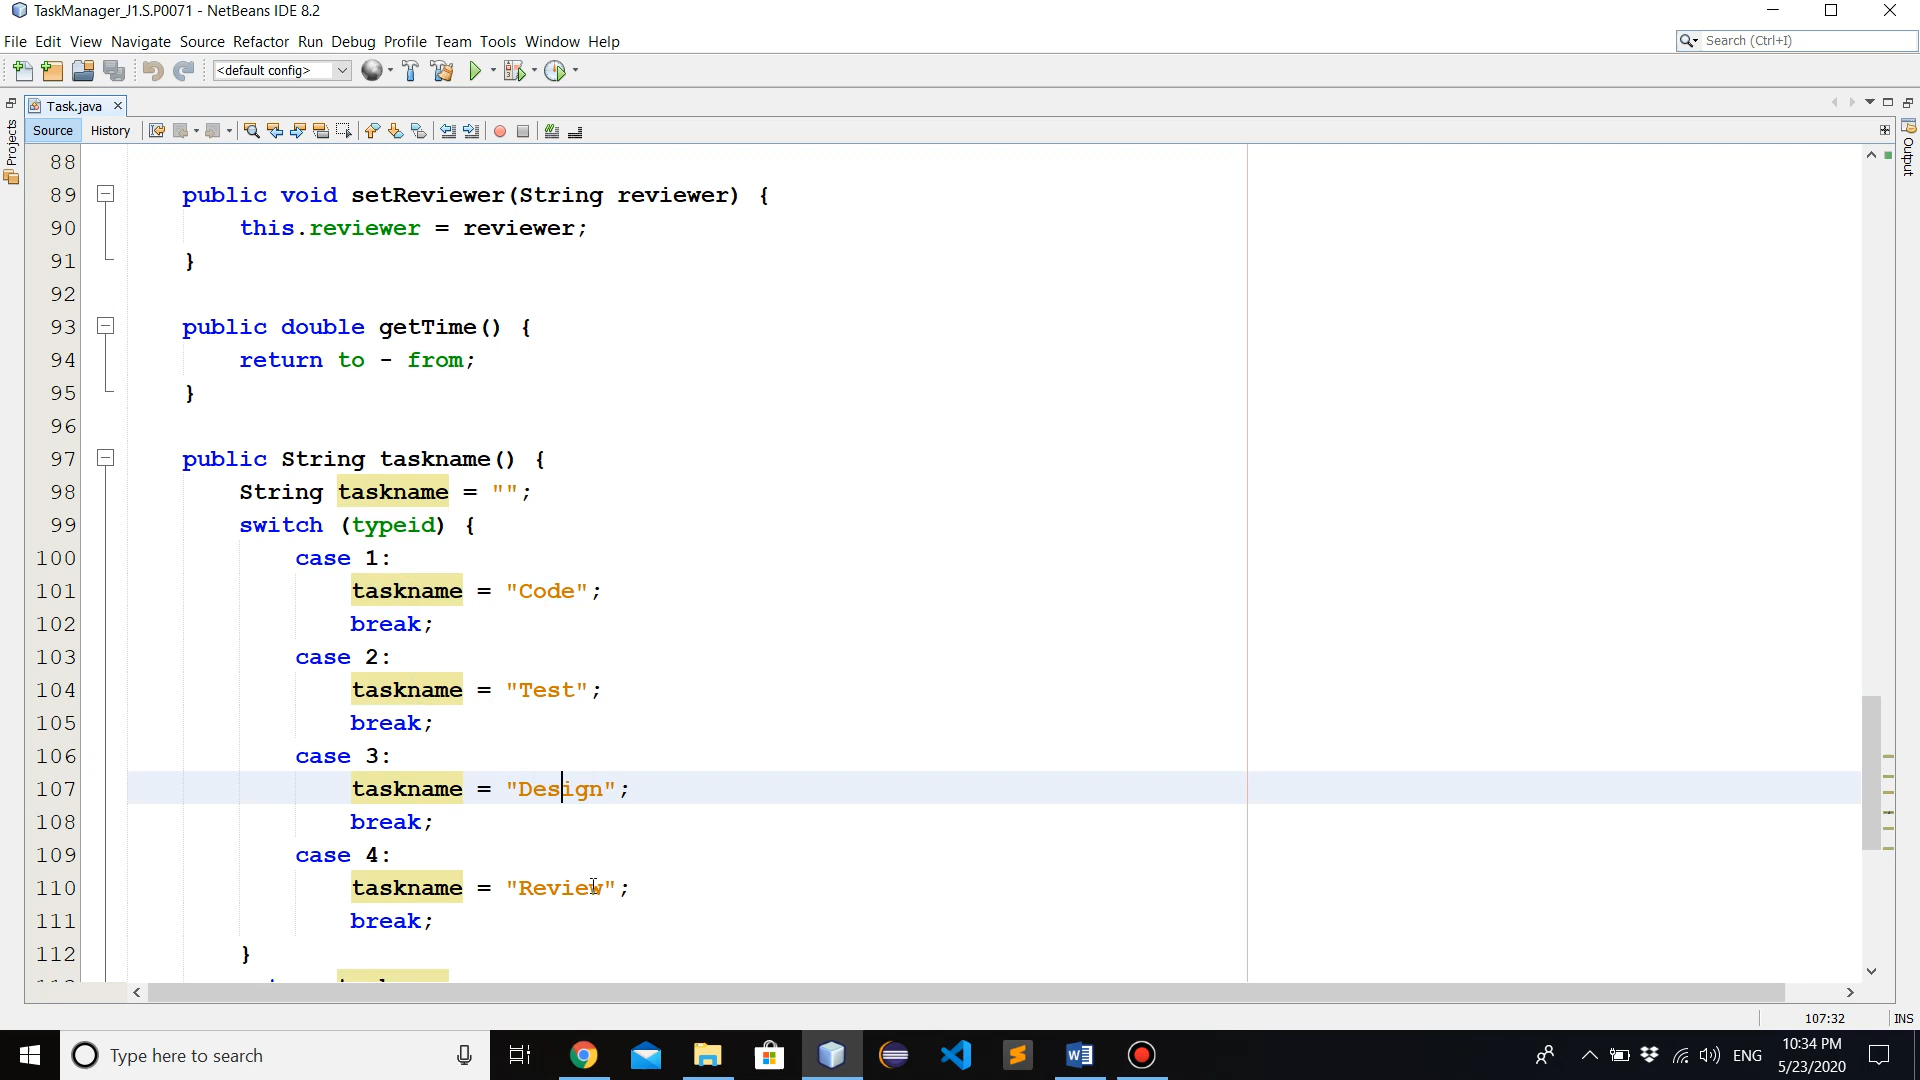 TaskManager_J1.S.P0071 - NetBeans IDE 8.2
File Edit View Navigate Source Refactor Run Debug Profile Team Tools Window Help
Search (Ctrl+I)
<default config>
Task.java
Source History
Projects
Output
88
89 public void setReviewer(String reviewer) {
90 this.reviewer = reviewer;
91 }
92
93 public double getTime() {
94 return to - from;
95 }
96
97 public String taskname() {
98 String taskname = "";
99 switch (typeid) {
100 case 1:
101 taskname = "Code";
102 break;
103 case 2:
104 taskname = "Test";
105 break;
106 case 3:
107 taskname = "Design";
108 break;
109 case 4:
110 taskname = "Review";
111 break;
112 }
107:32 INS
Type here to search
ENG
10:34 PM
5/23/2020